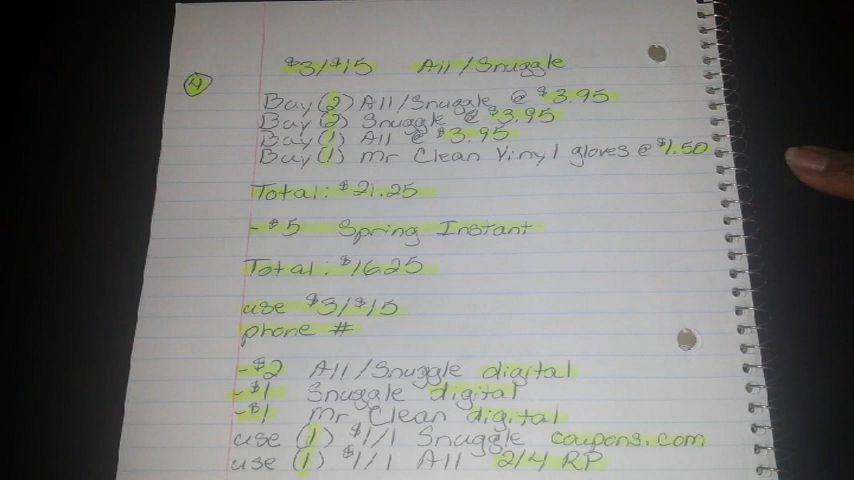 $3/$15 All/Snuggle
4
Buy (2) All/Snuggle @ $3.95
Buy (2) Snuggle @ $3.95
Buy (1) All @ $3.95
Buy (1) Mr Clean Vinyl gloves @ $1.50
Total: $21.25
-$5 Spring Instant
Total: $16.25
use $3/$15
phone #
-$2 All/Snuggle digital
-$1 Snuggle digital
-$1 Mr Clean digital
use (1) $1/1 Snuggle coupons.com
use (1) $1/1 All 2/4 RP